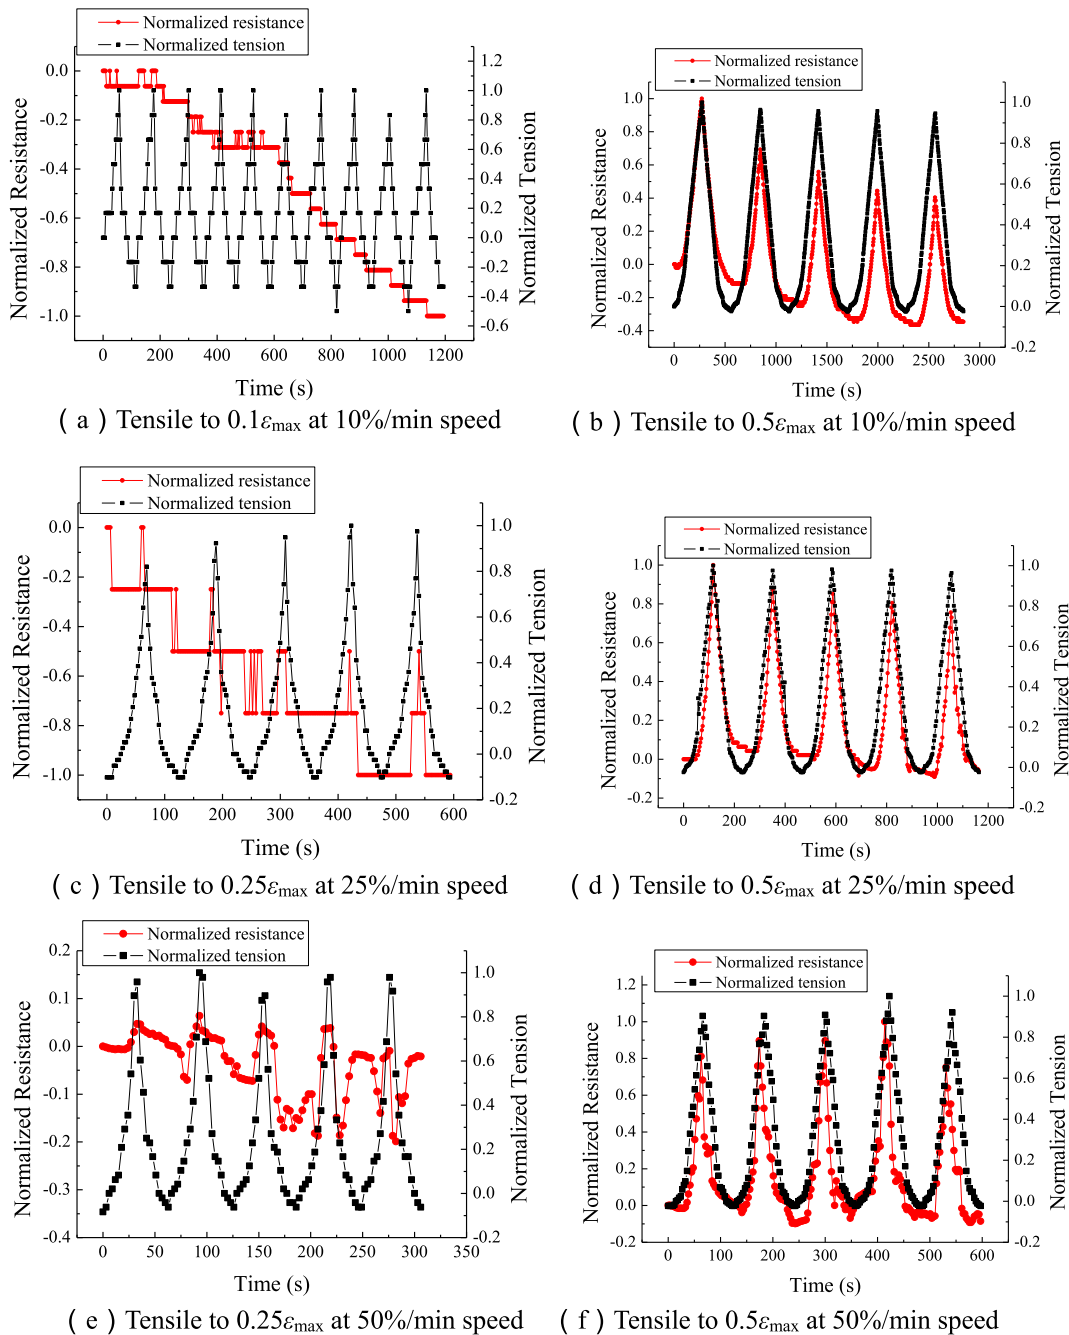 Normalized resistance
Normalized tension
0.0
-0.2
-0.4
-0.6
-0.8
-1.0
Normalized Resistance
1.2
1.0
0.8
0.6
0.4
0.2
0.0
-0.2
-0.4
-0.6
Normalized Tension
0 200 400 600 800 1000 1200
Time (s)
( a ) Tensile to 0.1εmax at 10%/min speed
Normalized resistance
Normalized tension
1.0
0.8
0.6
0.4
0.2
0.0
-0.2
-0.4
Normalized Resistance
1.0
0.8
0.6
0.4
0.2
0.0
-0.2
Normalized Tension
0 500 1000 1500 2000 2500 3000
Time (s)
( b ) Tensile to 0.5εmax at 10%/min speed
Normalized resistance
Normalized tension
0.0
-0.2
-0.4
-0.6
-0.8
-1.0
Normalized Resistance
1.0
0.8
0.6
0.4
0.2
0.0
-0.2
Normalized Tension
0 100 200 300 400 500 600
Time (s)
( c ) Tensile to 0.25εmax at 25%/min speed
Normalized resistance
Normalized tension
1.0
0.8
0.6
0.4
0.2
0.0
-0.2
Normalized Resistance
1.0
0.8
0.6
0.4
0.2
0.0
-0.2
Normalized Tension
0 200 400 600 800 1000 1200
Time (s)
( d ) Tensile to 0.5εmax at 25%/min speed
Normalized resistance
Normalized tension
0.2
0.1
0.0
-0.1
-0.2
-0.3
-0.4
Normalized Resistance
1.0
0.8
0.6
0.4
0.2
0.0
-0.2
Normalized Tension
0 50 100 150 200 250 300 350
Time (s)
( e ) Tensile to 0.25εmax at 50%/min speed
Normalized resistance
Normalized tension
1.2
1.0
0.8
0.6
0.4
0.2
0.0
-0.2
Normalized Resistance
1.0
0.8
0.6
0.4
0.2
0.0
-0.2
Normalized Tension
0 100 200 300 400 500 600
Time (s)
( f ) Tensile to 0.5εmax at 50%/min speed